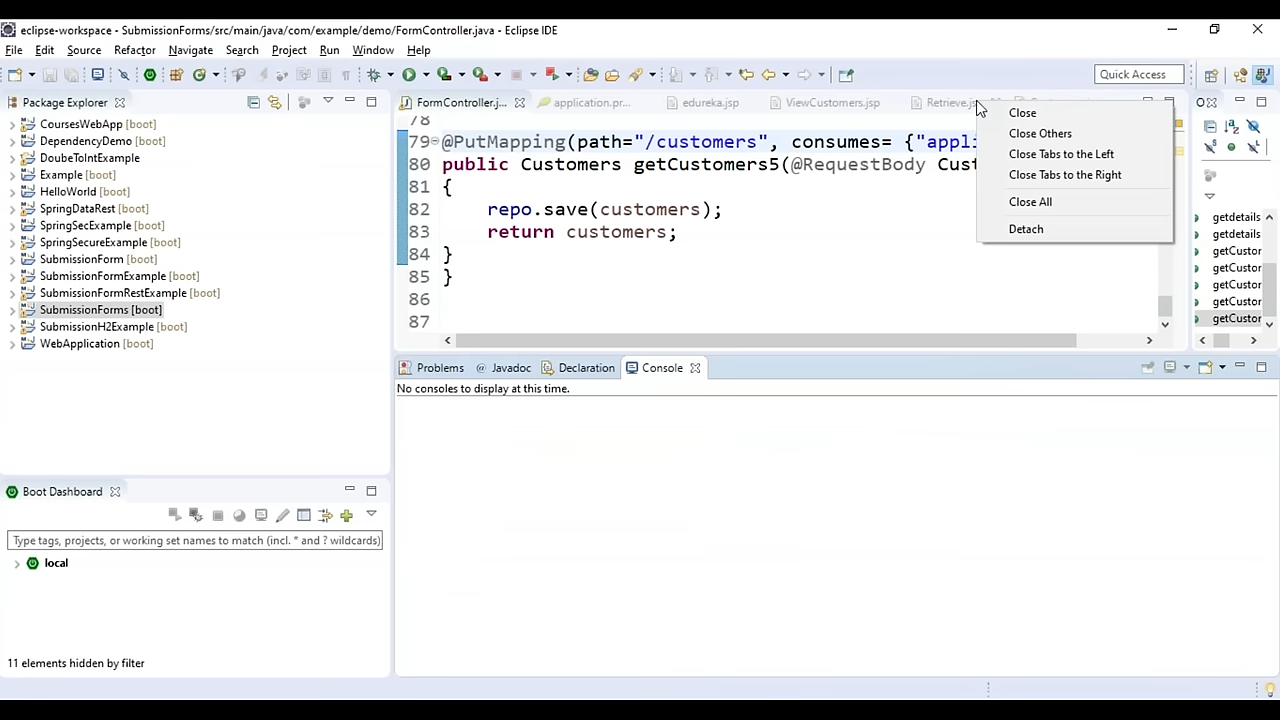 eclipse-workspace - SubmissionForms/src/main/java/com/example/demo/FormController.java - Eclipse IDE
File Edit Source Refactor Navigate Search Project Run Window Help
Quick Access
Package Explorer
FormController.j... application.pr... edureka.jsp ViewCustomers.jsp Retrieve.js
Close
Close Others
Close Tabs to the Left
Close Tabs to the Right
Close All
Detach
CoursesWebApp [boot]
DependencyDemo [boot]
DoubeToIntExample
Example [boot]
HelloWorld [boot]
SpringDataRest [boot]
SpringSecExample [boot]
SpringSecureExample [boot]
SubmissionForm [boot]
SubmissionFormExample [boot]
SubmissionFormRestExample [boot]
SubmissionForms [boot]
SubmissionH2Example [boot]
WebApplication [boot]
78
79 @PutMapping(path="/customers", consumes= {"appli
80 public Customers getCustomers5(@RequestBody Cust
81 {
82 repo.save(customers);
83 return customers;
84 }
85 }
86
87
getdetails
getdetails
getCustor
getCustor
getCustor
getCustor
getCustor
Problems @ Javadoc Declaration Console
No consoles to display at this time.
Boot Dashboard
Type tags, projects, or working set names to match (incl. * and ? wildcards)
local
11 elements hidden by filter